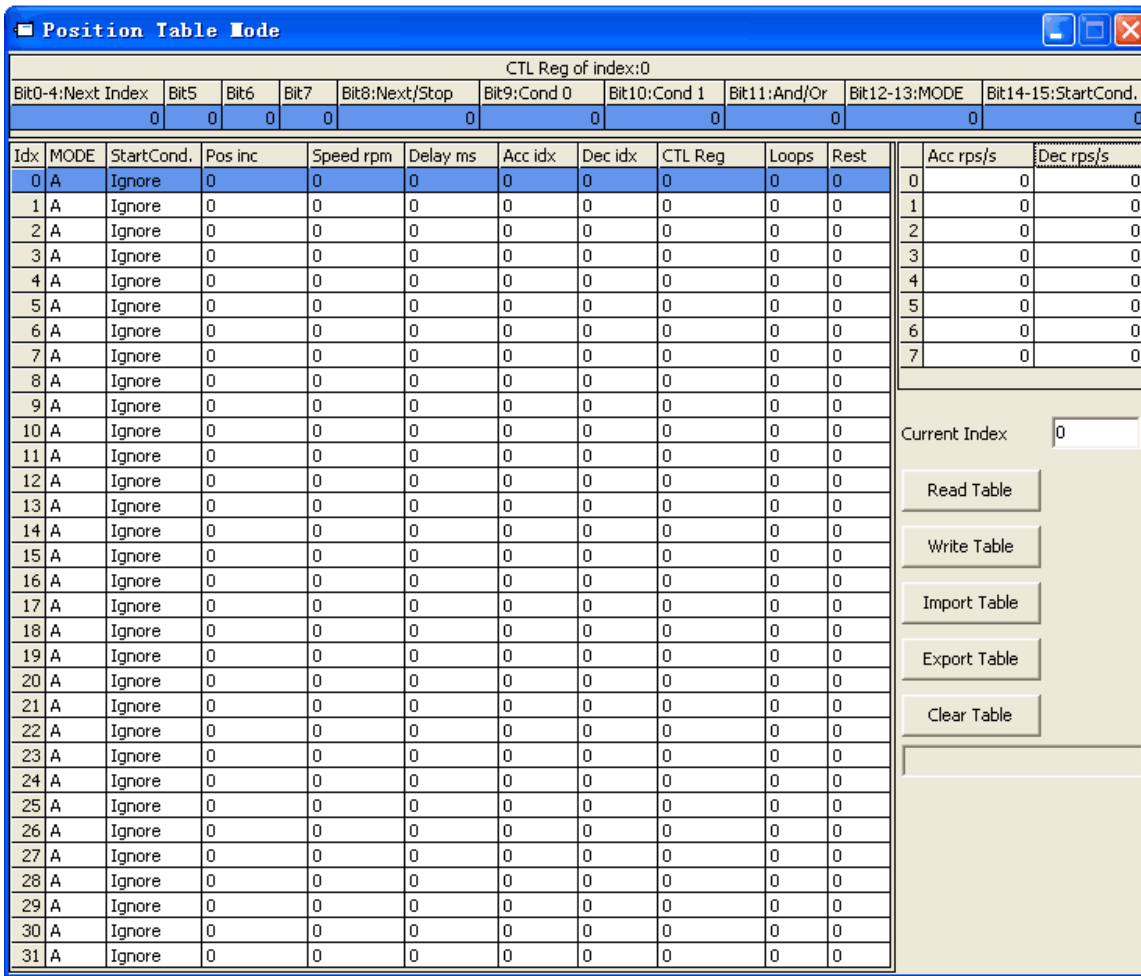 Position Table Mode
CTL Reg of index:0
Bit0-4:Next Index Bit5 Bit6 Bit7 Bit8:Next/Stop Bit9:Cond 0 Bit10:Cond 1 Bit11:And/Or Bit12-13:MODE Bit14-15:StartCond.
0 0 0 0 0 0 0 0 0 0
Idx MODE StartCond. Pos inc Speed rpm Delay ms Acc idx Dec idx CTL Reg Loops Rest
0 A Ignore 0 0 0 0 0 0 0 0
1 A Ignore 0 0 0 0 0 0 0 0
2 A Ignore 0 0 0 0 0 0 0 0
3 A Ignore 0 0 0 0 0 0 0 0
4 A Ignore 0 0 0 0 0 0 0 0
5 A Ignore 0 0 0 0 0 0 0 0
6 A Ignore 0 0 0 0 0 0 0 0
7 A Ignore 0 0 0 0 0 0 0 0
8 A Ignore 0 0 0 0 0 0 0 0
9 A Ignore 0 0 0 0 0 0 0 0
10 A Ignore 0 0 0 0 0 0 0 0
11 A Ignore 0 0 0 0 0 0 0 0
12 A Ignore 0 0 0 0 0 0 0 0
13 A Ignore 0 0 0 0 0 0 0 0
14 A Ignore 0 0 0 0 0 0 0 0
15 A Ignore 0 0 0 0 0 0 0 0
16 A Ignore 0 0 0 0 0 0 0 0
17 A Ignore 0 0 0 0 0 0 0 0
18 A Ignore 0 0 0 0 0 0 0 0
19 A Ignore 0 0 0 0 0 0 0 0
20 A Ignore 0 0 0 0 0 0 0 0
21 A Ignore 0 0 0 0 0 0 0 0
22 A Ignore 0 0 0 0 0 0 0 0
23 A Ignore 0 0 0 0 0 0 0 0
24 A Ignore 0 0 0 0 0 0 0 0
25 A Ignore 0 0 0 0 0 0 0 0
26 A Ignore 0 0 0 0 0 0 0 0
27 A Ignore 0 0 0 0 0 0 0 0
28 A Ignore 0 0 0 0 0 0 0 0
29 A Ignore 0 0 0 0 0 0 0 0
30 A Ignore 0 0 0 0 0 0 0 0
31 A Ignore 0 0 0 0 0 0 0 0
Acc rps/s Dec rps/s
0 0 0
1 0 0
2 0 0
3 0 0
4 0 0
5 0 0
6 0 0
7 0 0
Current Index 0
Read Table
Write Table
Import Table
Export Table
Clear Table